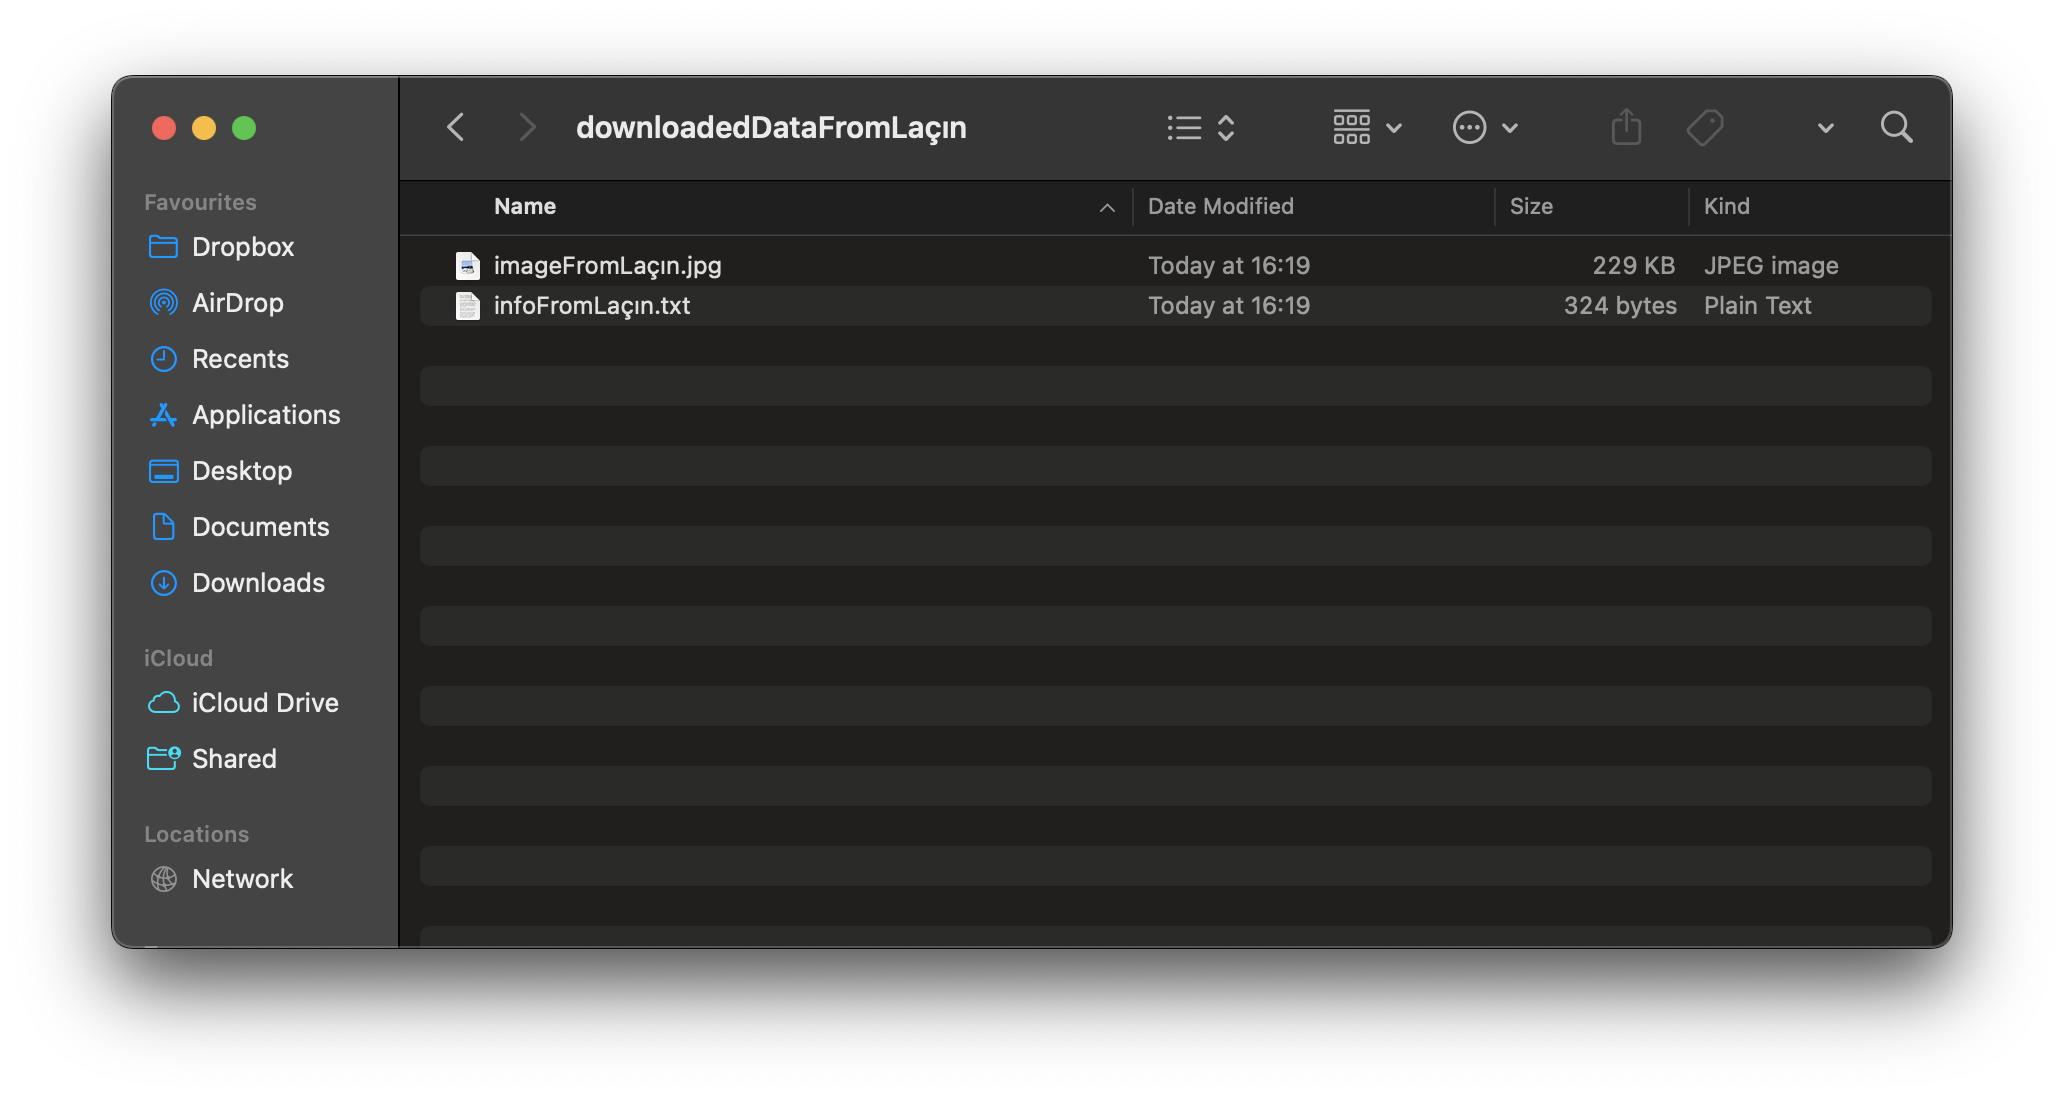 downloadedDataFromLaçın
Favourites
Dropbox
AirDrop
Recents
Applications
Desktop
Documents
Downloads
iCloud
iCloud Drive
Shared
Locations
Network
Name Date Modified Size Kind
imageFromLaçın.jpg Today at 16:19 229 KB JPEG image
infoFromLaçın.txt Today at 16:19 324 bytes Plain Text